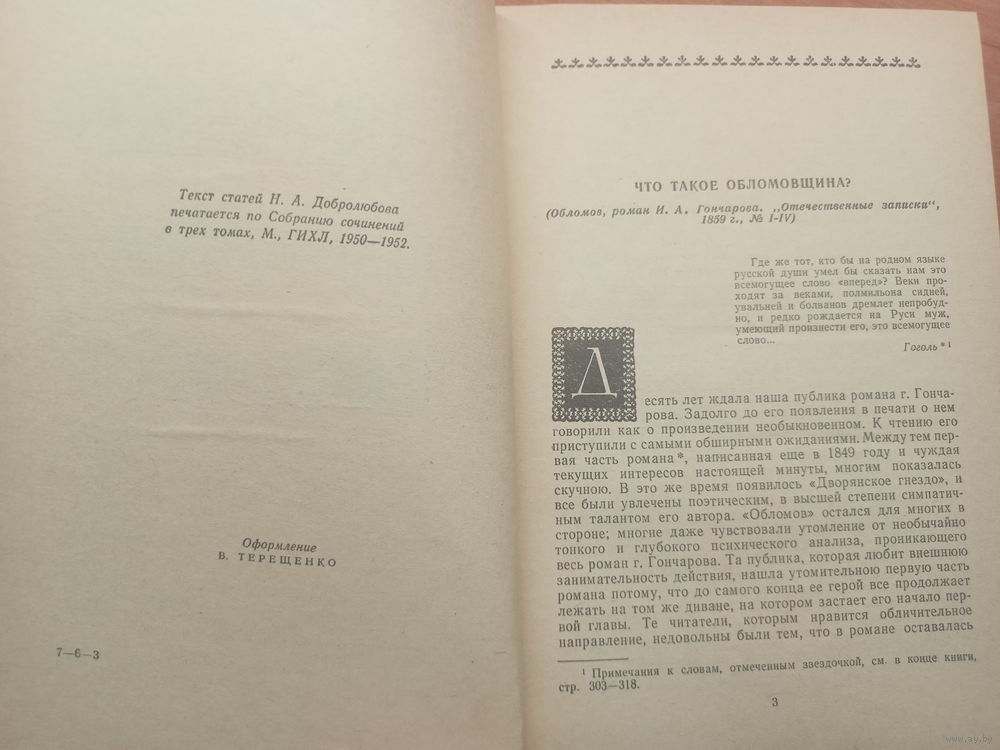 Текст статей Н. А. Добролюбова
печатается по Собранию сочинений
в трех томах, М., ГИХЛ, 1950—1952.
Оформление
В. ТЕРЕЩЕНКО
7—6—3
ЧТО ТАКОЕ ОБЛОМОВЩИНА?
(Обломов, роман И. А. Гончарова. „Отечественные записки“,
1859 г., № I-IV)
Где же тот, кто бы на родном языке
русской души умел бы сказать нам это
всемогущее слово «вперед»? Веки про-
ходят за веками, полмильона сидней,
увальней и болванов дремлет непробуд-
но, и редко рождается на Руси муж,
умеющий произнести его, это всемогущее
слово...
Гоголь *¹
Десять лет ждала наша публика романа г. Гонча-
рова. Задолго до его появления в печати о нем
говорили как о произведении необыкновенном. К чтению его
приступили с самыми обширными ожиданиями. Между тем пер-
вая часть романа*, написанная еще в 1849 году и чуждая
текущих интересов настоящей минуты, многим показалась
скучною. В это же время появилось «Дворянское гнездо», и
все были увлечены поэтическим, в высшей степени симпатич-
ным талантом его автора. «Обломов» остался для многих в
стороне; многие даже чувствовали утомление от необычайно
тонкого и глубокого психического анализа, проникающего
весь роман г. Гончарова. Та публика, которая любит внешнюю
занимательность действия, нашла утомительною первую часть
романа потому, что до самого конца ее герой все продолжает
лежать на том же диване, на котором застает его начало пер-
вой главы. Те читатели, которым нравится обличительное
направление, недовольны были тем, что в романе оставалась
¹ Примечания к словам, отмеченным звездочкой, см. в конце книги,
стр. 303—318.
3
www.ay.by